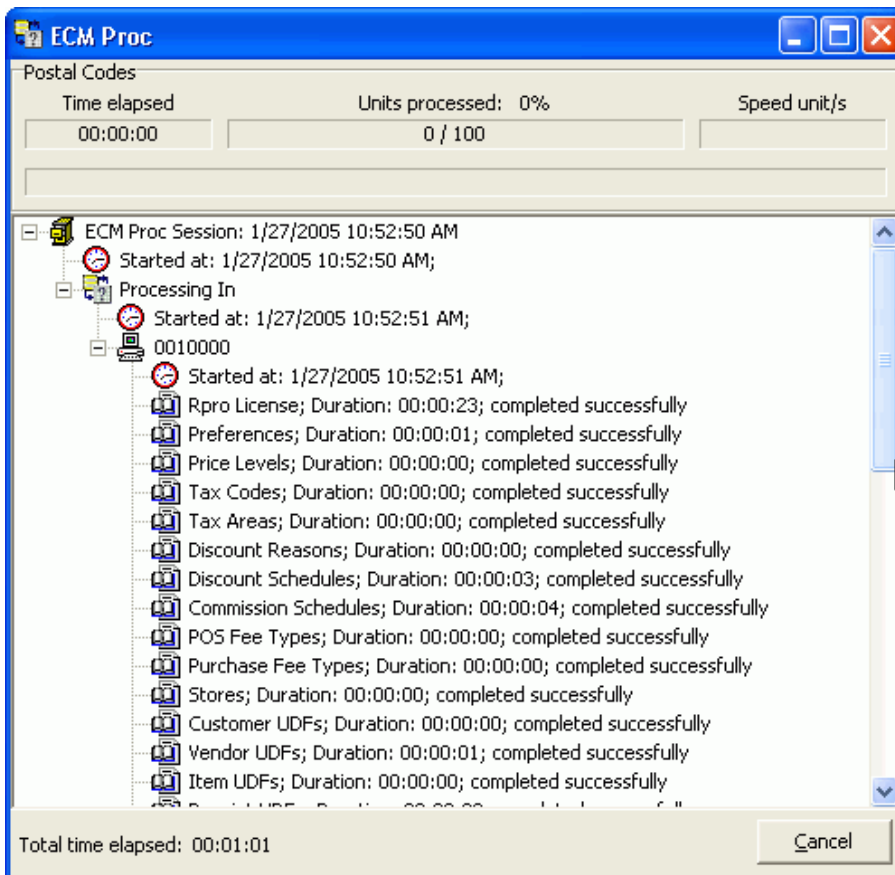 ECM Proc
Postal Codes
Time elapsed Units processed: 0% Speed unit/s
00:00:00 0 / 100
ECM Proc Session: 1/27/2005 10:52:50 AM
Started at: 1/27/2005 10:52:50 AM;
Processing In
Started at: 1/27/2005 10:52:51 AM;
0010000
Started at: 1/27/2005 10:52:51 AM;
Rpro License; Duration: 00:00:23; completed successfully
Preferences; Duration: 00:00:01; completed successfully
Price Levels; Duration: 00:00:00; completed successfully
Tax Codes; Duration: 00:00:00; completed successfully
Tax Areas; Duration: 00:00:00; completed successfully
Discount Reasons; Duration: 00:00:00; completed successfully
Discount Schedules; Duration: 00:00:03; completed successfully
Commission Schedules; Duration: 00:00:04; completed successfully
POS Fee Types; Duration: 00:00:00; completed successfully
Purchase Fee Types; Duration: 00:00:00; completed successfully
Stores; Duration: 00:00:00; completed successfully
Customer UDFs; Duration: 00:00:00; completed successfully
Vendor UDFs; Duration: 00:00:01; completed successfully
Item UDFs; Duration: 00:00:00; completed successfully
Total time elapsed: 00:01:01 Cancel